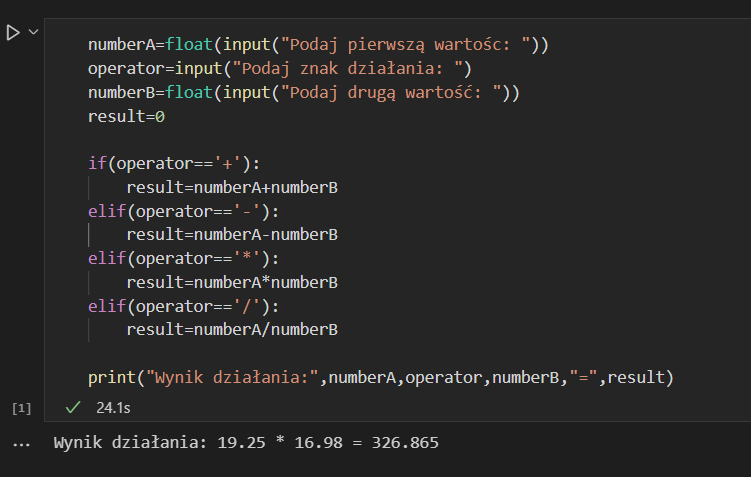 numberA=float(input("Podaj pierwszą wartośc: "))
operator=input("Podaj znak działania: ")
numberB=float(input("Podaj drugą wartość: "))
result=0
if(operator=='+'):
    result=numberA+numberB
elif(operator=='-'):
    result=numberA-numberB
elif(operator=='*'):
    result=numberA*numberB
elif(operator=='/'):
    result=numberA/numberB
print("Wynik działania:",numberA,operator,numberB,"=",result)
[1] 24.1s
... Wynik działania: 19.25 * 16.98 = 326.865